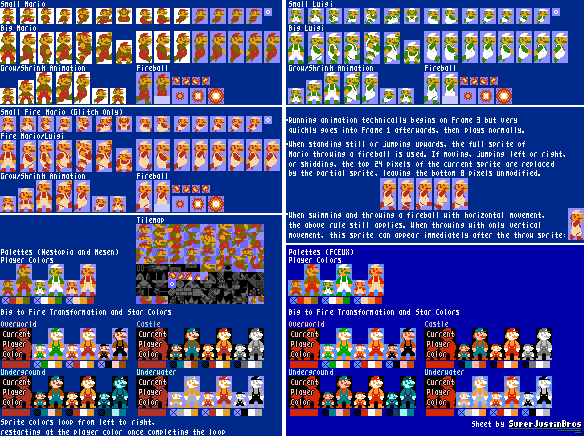 Small Mario
Big Mario
Grow/Shrink Animation
Fireball
Small Luigi
Big Luigi
Grow/Shrink Animation
Fireball
Small Fire Mario (Glitch Only)
Fire Mario/Luigi
Grow/Shrink Animation
Fireball
Running animation technically begins on Frame 3 but very
quickly goes into Frame 1 afterwards, then plays normally.
When standing still or jumping upwards, the full sprite of
Mario throwing a fireball is used. If moving, jumping left or right,
or skidding, the top 24 pixels of the current sprite are replaced
by the partial sprite, leaving the bottom 8 pixels unmodified.
When swimming and throwing a fireball with horizontal movement,
the above rule still applies. When throwing with only vertical
movement, this sprite can appear immediately after the throw sprite:
Tilemap
Palettes (Nestopia and Mesen)
Player Colors
Big to Fire Transformation and Star Colors
Overworld
Current
Player
Color
Castle
Current
Player
Color
Underground
Current
Player
Color
Underwater
Current
Player
Color
Sprite colors loop from left to right,
restarting at the player color once completing the loop
Palettes (FCEUX)
Player Colors
Big to Fire Transformation and Star Colors
Overworld
Current
Player
Color
Castle
Current
Player
Color
Underground
Current
Player
Color
Underwater
Current
Player
Color
Sheet by SuperJustinBros